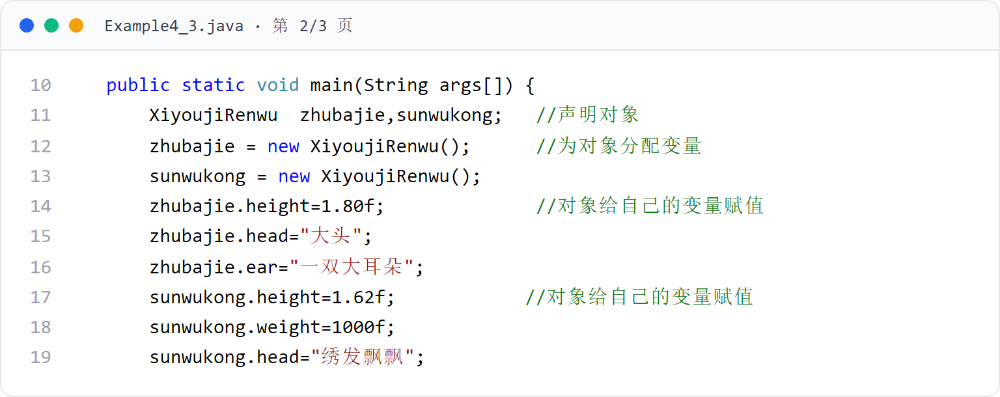 Example4_3.java · 第 2/3 页
10 public static void main(String args[]) {
11 XiyoujiRenwu  zhubajie,sunwukong;   //声明对象
12 zhubajie = new XiyoujiRenwu();      //为对象分配变量
13 sunwukong = new XiyoujiRenwu();
14 zhubajie.height=1.80f;              //对象给自己的变量赋值
15 zhubajie.head="大头";
16 zhubajie.ear="一双大耳朵";
17 sunwukong.height=1.62f;            //对象给自己的变量赋值
18 sunwukong.weight=1000f;
19 sunwukong.head="绣发飘飘";